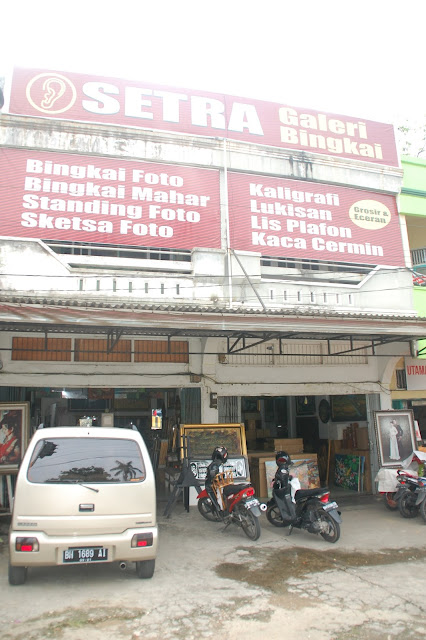 SETRA Galeri
Bingkai
Bingkai Foto
Bingkai Mahar
Standing Foto
Sketsa Foto
Kaligrafi
Lukisan
Lis Plafon
Kaca Cermin
Grosir &
Eceran
UTAMA
BH 1689 AI